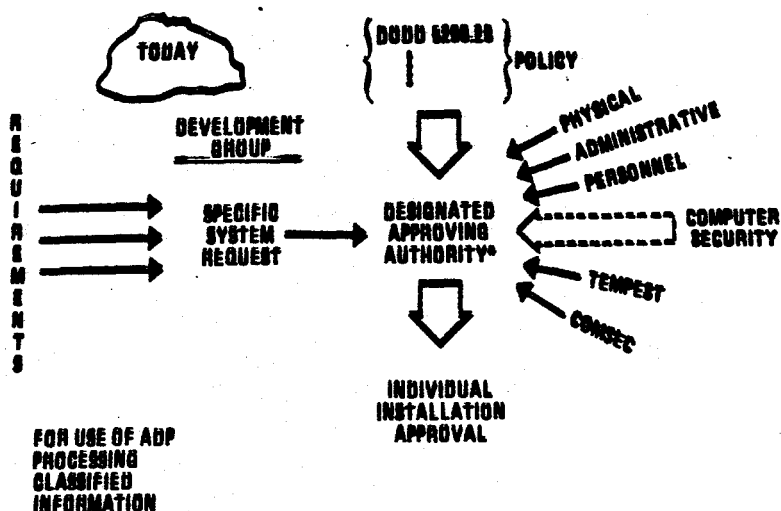 TODAY
DODD 5200.28
POLICY
REQUIREMENTS
DEVELOPMENT
GROUP
SPECIFIC
SYSTEM
REQUEST
DESIGNATED
APPROVING
AUTHORITY*
PHYSICAL
ADMINISTRATIVE
PERSONNEL
COMPUTER
SECURITY
TEMPEST
COMSEC
INDIVIDUAL
INSTALLATION
APPROVAL
FOR USE OF ADP
PROCESSING
CLASSIFIED
INFORMATION